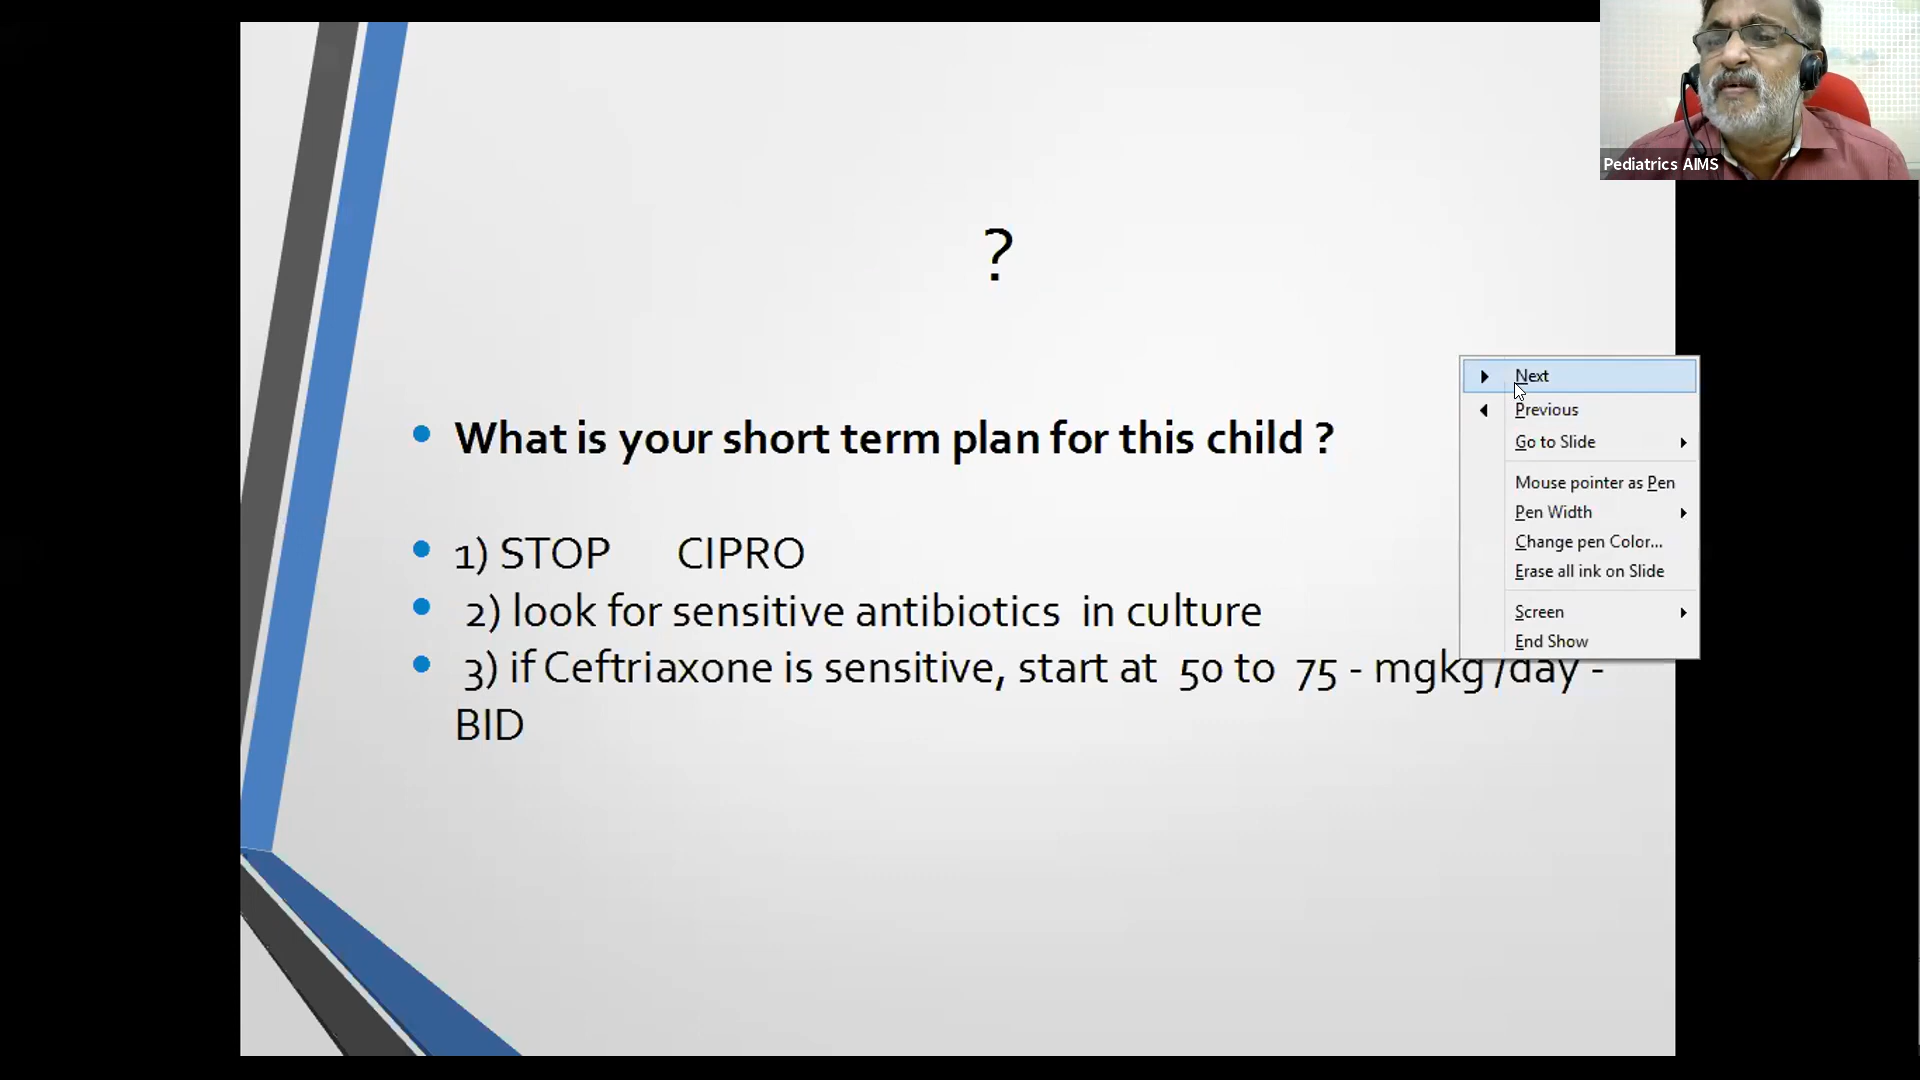 Pediatrics AIMS
?
What is your short term plan for this child ?
1) STOP CIPRO
2) look for sensitive antibiotics in culture
3) if Ceftriaxone is sensitive, start at 50 to 75 - mgkg /day -
BID
Next
Previous
Go to Slide
Mouse pointer as Pen
Pen Width
Change pen Color...
Erase all ink on Slide
Screen
End Show